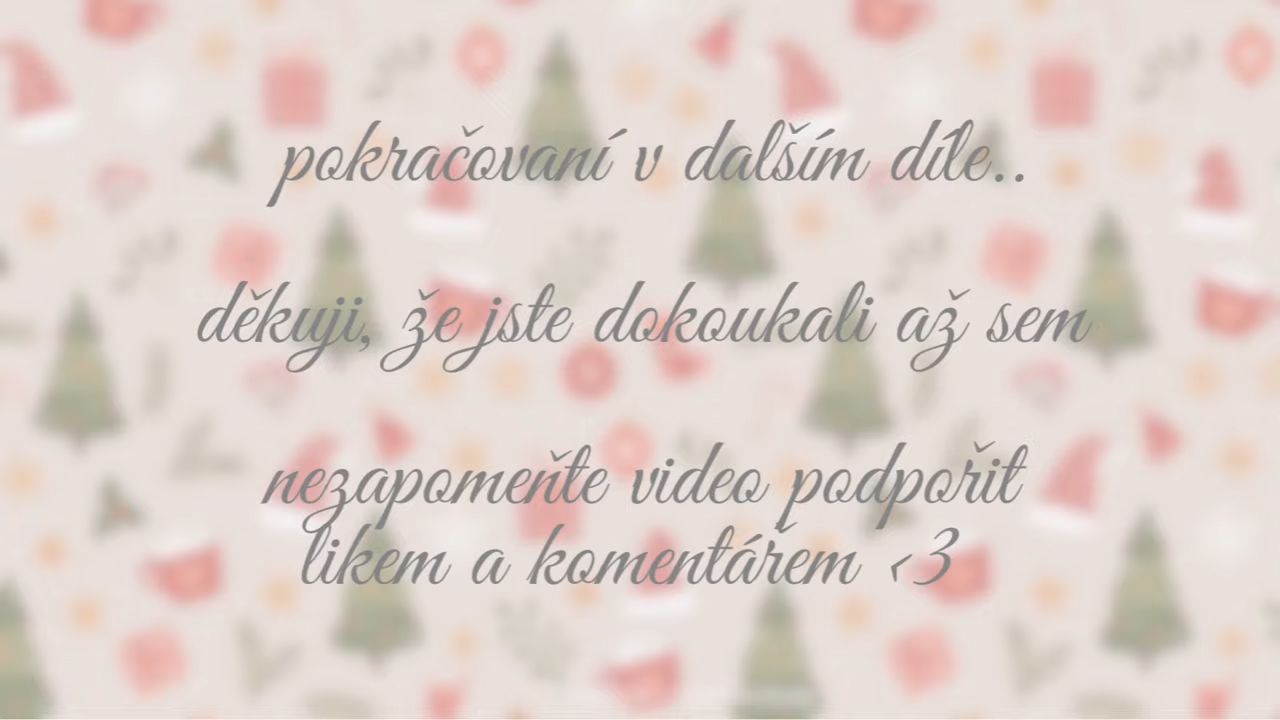 pokračovaní v dalším díle..
děkuji, že jste dokoukali až sem
nezapomeňte video podpořit
likem a komentárem <3